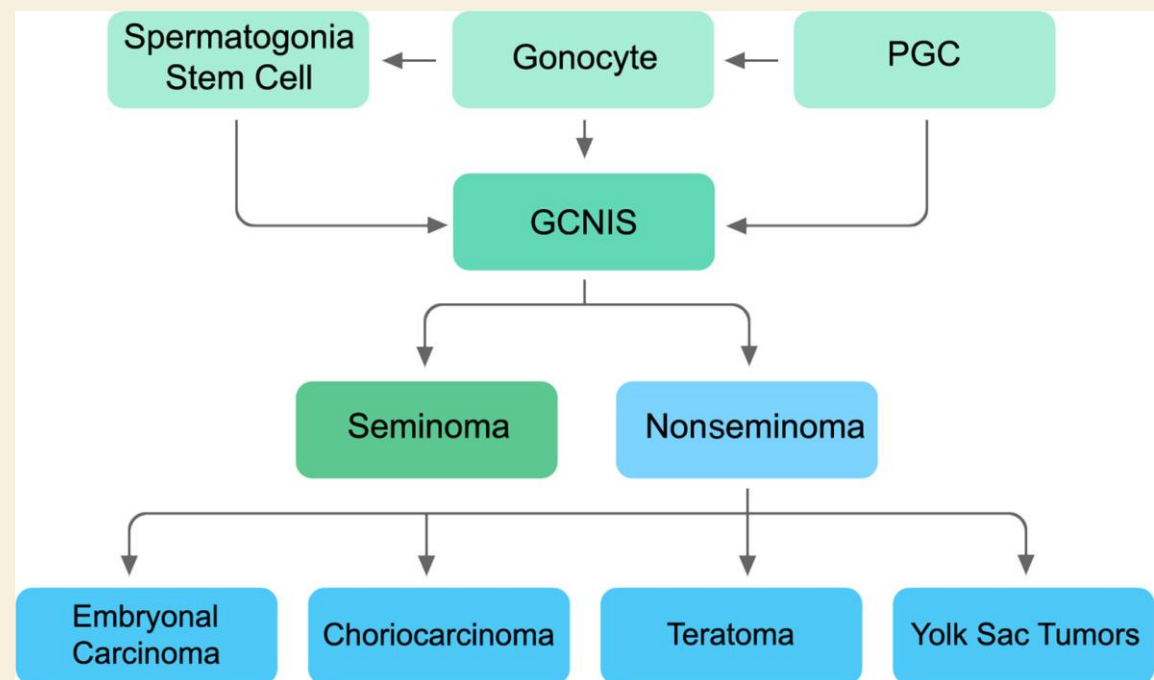 Spermatogonia
Stem Cell
Gonocyte
PGC
GCNIS
Seminoma
Nonseminoma
Embryonal
Carcinoma
Choriocarcinoma
Teratoma
Yolk Sac Tumors